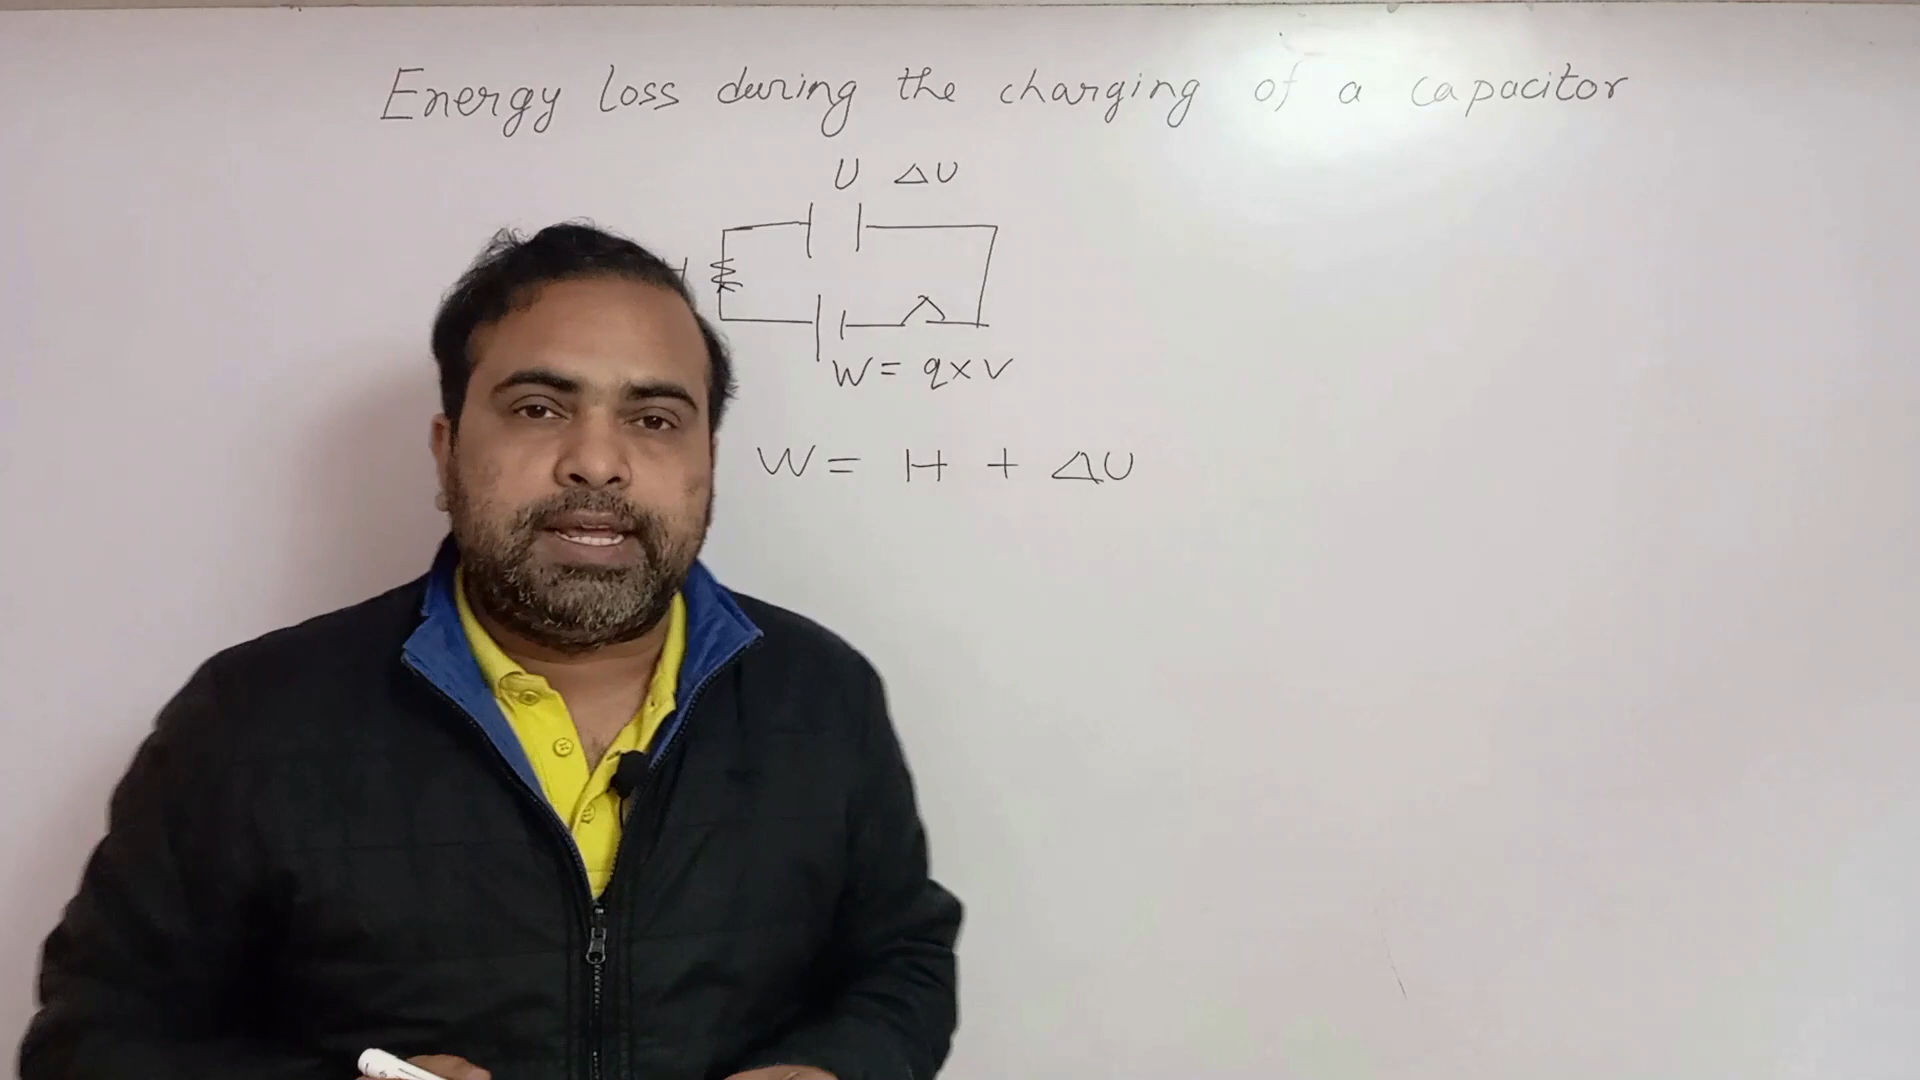 Energy loss during the charging of a capacitor
U ΔU
H
W = q x V
W = H + ΔU